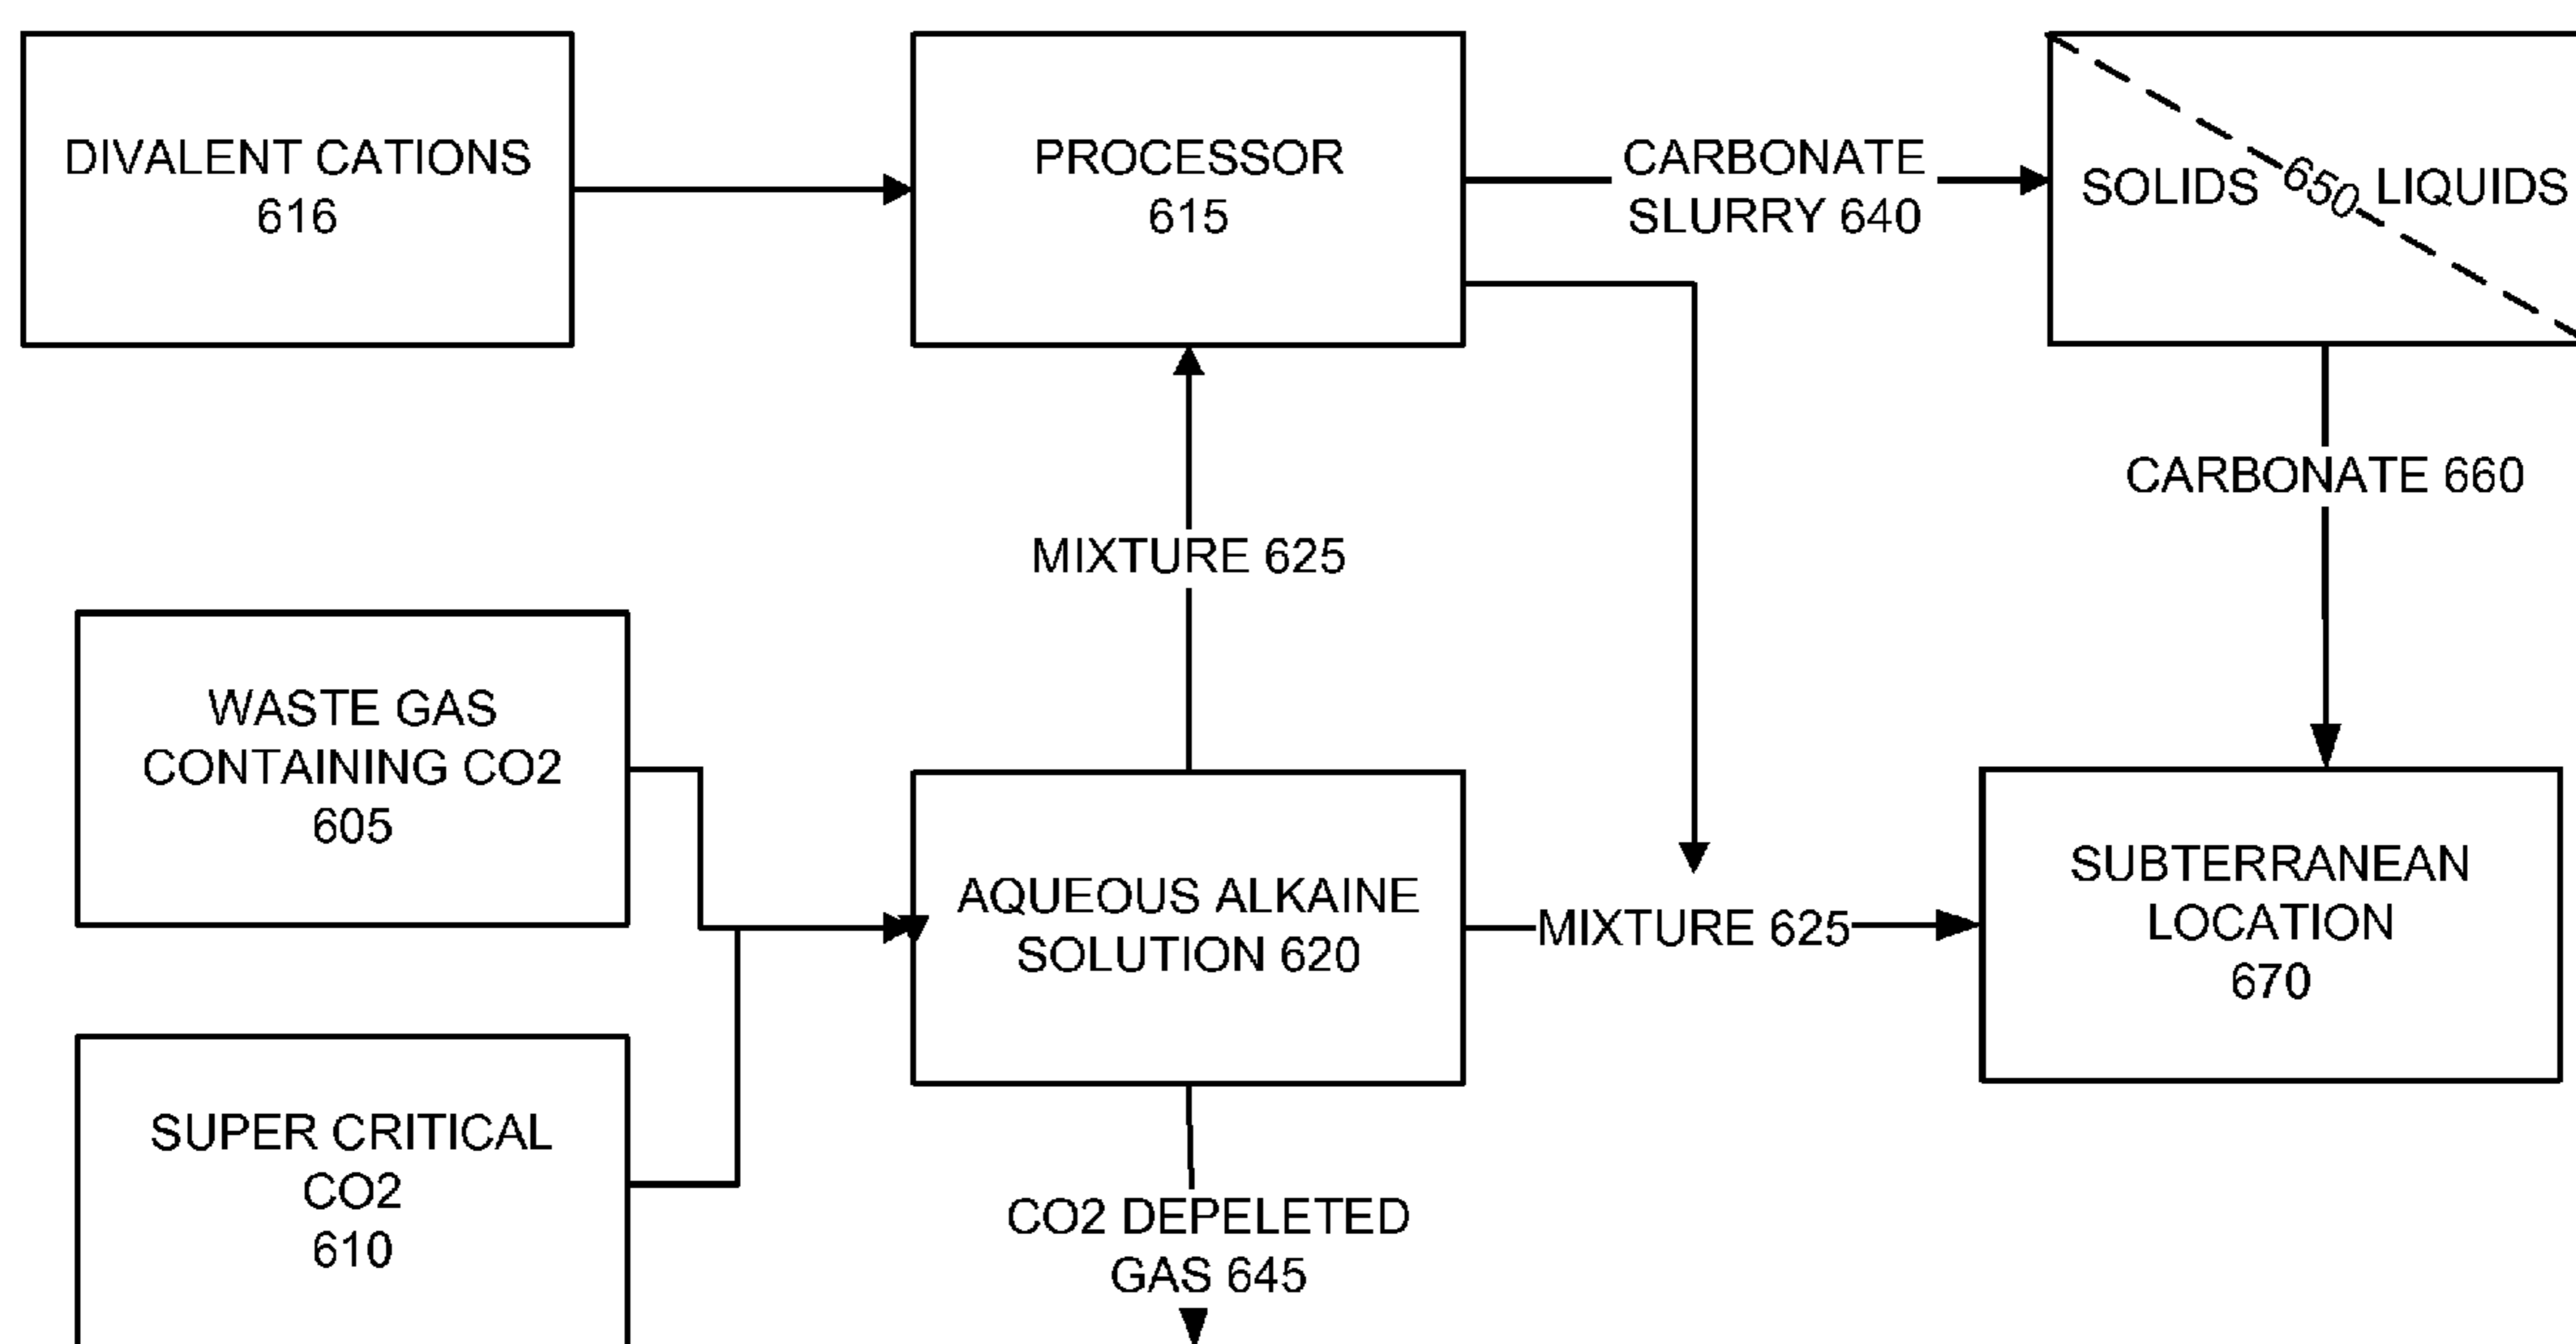 DIVALENT CATIONS
616
PROCESSOR
615
CARBONATE
SLURRY 640
SOLIDS 650 LIQUIDS
CARBONATE 660
MIXTURE 625
WASTE GAS
CONTAINING CO2
605
AQUEOUS ALKAINE
SOLUTION 620
MIXTURE 625
SUBTERRANEAN
LOCATION
670
SUPER CRITICAL
CO2
610
CO2 DEPELETED
GAS 645